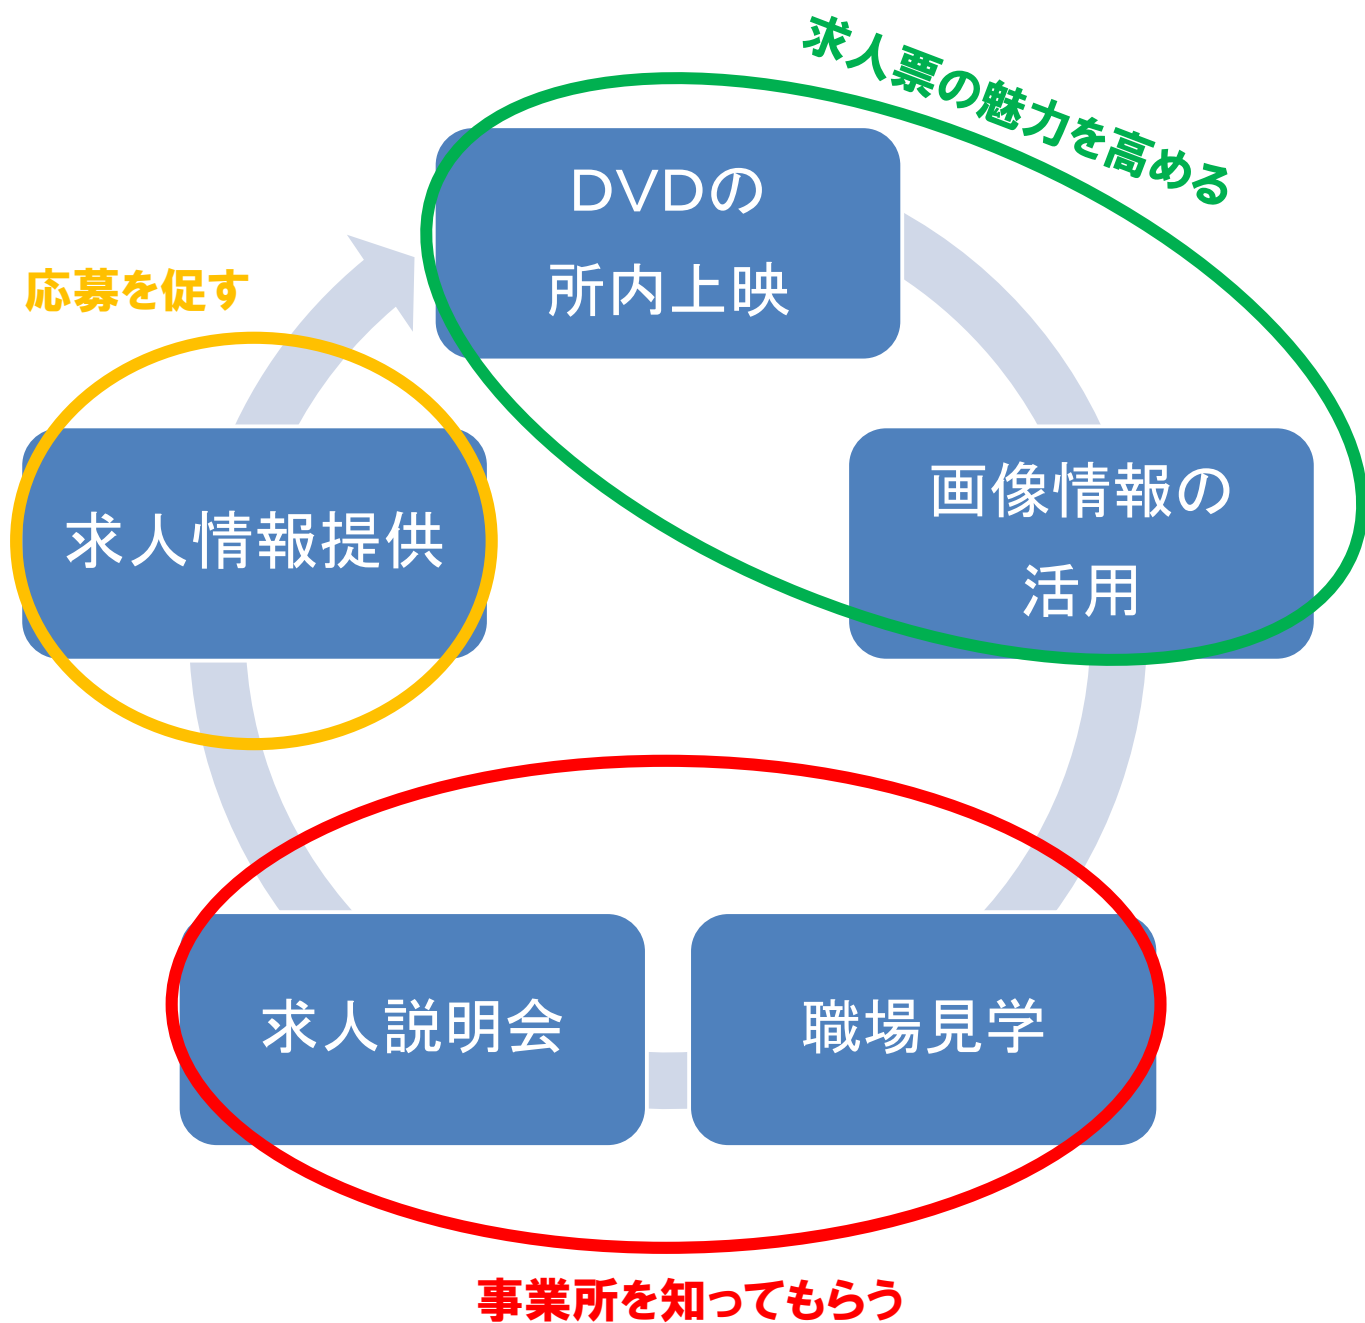 求人票の魅力を高める
DVDの
所内上映
応募を促す
画像情報の
活用
求人情報提供
求人説明会
職場見学
事業所を知ってもらう